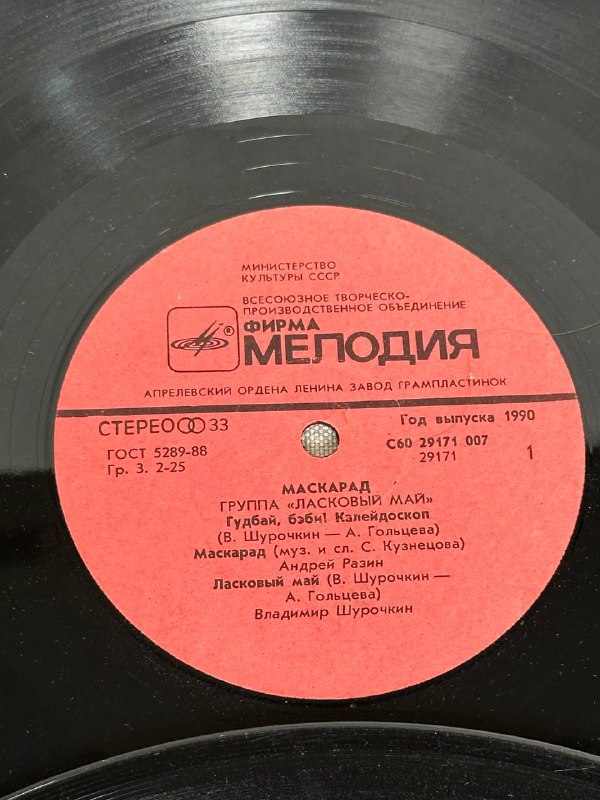 МИНИСТЕРСТВО
КУЛЬТУРЫ СССР
ВСЕСОЮЗНОЕ ТВОРЧЕСКО-
ПРОИЗВОДСТВЕННОЕ ОБЪЕДИНЕНИЕ
®
ФИРМА
МЕЛОДИЯ
АПРЕЛЕВСКИЙ ОРДЕНА ЛЕНИНА ЗАВОД ГРАМПЛАСТИНОК
СТЕРЕО 33
Год выпуска 1990
ГОСТ 5289-88
С60 29171 007
Гр. 3. 2-25
29171
1
МАСКАРАД
ГРУППА «ЛАСКОВЫЙ МАЙ»
Гудбай, бэби! Калейдоскоп
(В. Шурочкин — А. Гольцева)
Маскарад (муз. и сл. С. Кузнецова)
Андрей Разин
Ласковый май (В. Шурочкин —
А. Гольцева)
Владимир Шурочкин